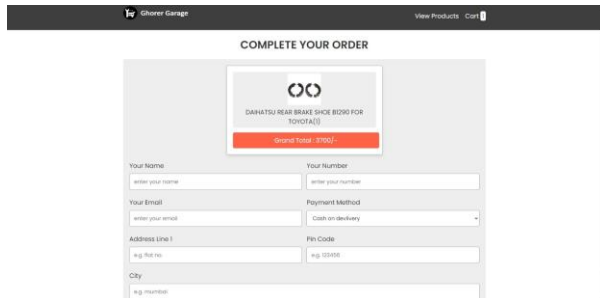 Ghorer Garage
View Products Cart 1
COMPLETE YOUR ORDER
DAIHATSU REAR BRAKE SHOE B1290 FOR
TOYOTA(1)
Grand Total : 3700/-
Your Name
Your Number
enter your name
enter your number
Your Email
Payment Method
enter your email
Cash on devlivery
Address Line 1
Pin Code
e.g. flat no.
e.g. 123456
City
e.g. mumbai